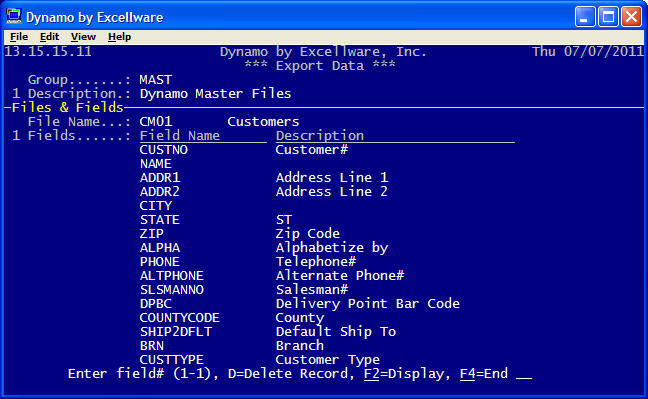 Dynamo by Excellware
File Edit View Help
13.15.15.11 Dynamo by Excellware, Inc. Thu 07/07/2011
*** Export Data ***
Group.......: MAST
1 Description.: Dynamo Master Files
Files & Fields
File Name...: CM01 Customers
1 Fields......: Field Name Description
CUSTNO Customer#
NAME
ADDR1 Address Line 1
ADDR2 Address Line 2
CITY
STATE ST
ZIP Zip Code
ALPHA Alphabetize by
PHONE Telephone#
ALTPHONE Alternate Phone#
SLSMANNO Salesman#
DPBC Delivery Point Bar Code
COUNTYCODE County
SHIP2DFLT Default Ship To
BRN Branch
CUSTTYPE Customer Type
Enter field# (1-1), D=Delete Record, F2=Display, F4=End __